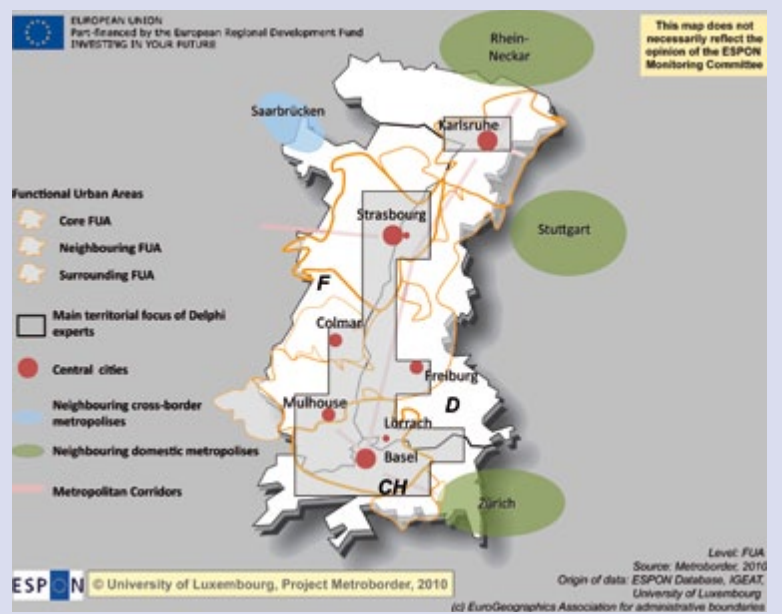 EUROPEAN UNION
Part-financed by the European Regional Development Fund
INVESTING IN YOUR FUTURE
This map does not
necessarily reflect the
opinion of the ESPON
Monitoring Committee
Rhein-
Neckar
Saarbrücken
Karlsruhe
Functional Urban Areas
Core FUA
Neighbouring FUA
Surrounding FUA
Main territorial focus of Delphi
experts
Central cities
Neighbouring cross-border
metropolises
Neighbouring domestic metropolises
Metropolitan Corridors
Strasbourg
Stuttgart
F
Colmar
Freiburg
Mulhouse
D
Lörrach
Basel
CH
Zürich
Level: FUA
Source: Metroborder, 2010
Origin of data: ESPON Database, IGEAT,
University of Luxembourg
(c) EuroGeographics Association for administrative boundaries
ESPON
© University of Luxembourg, Project Metroborder, 2010